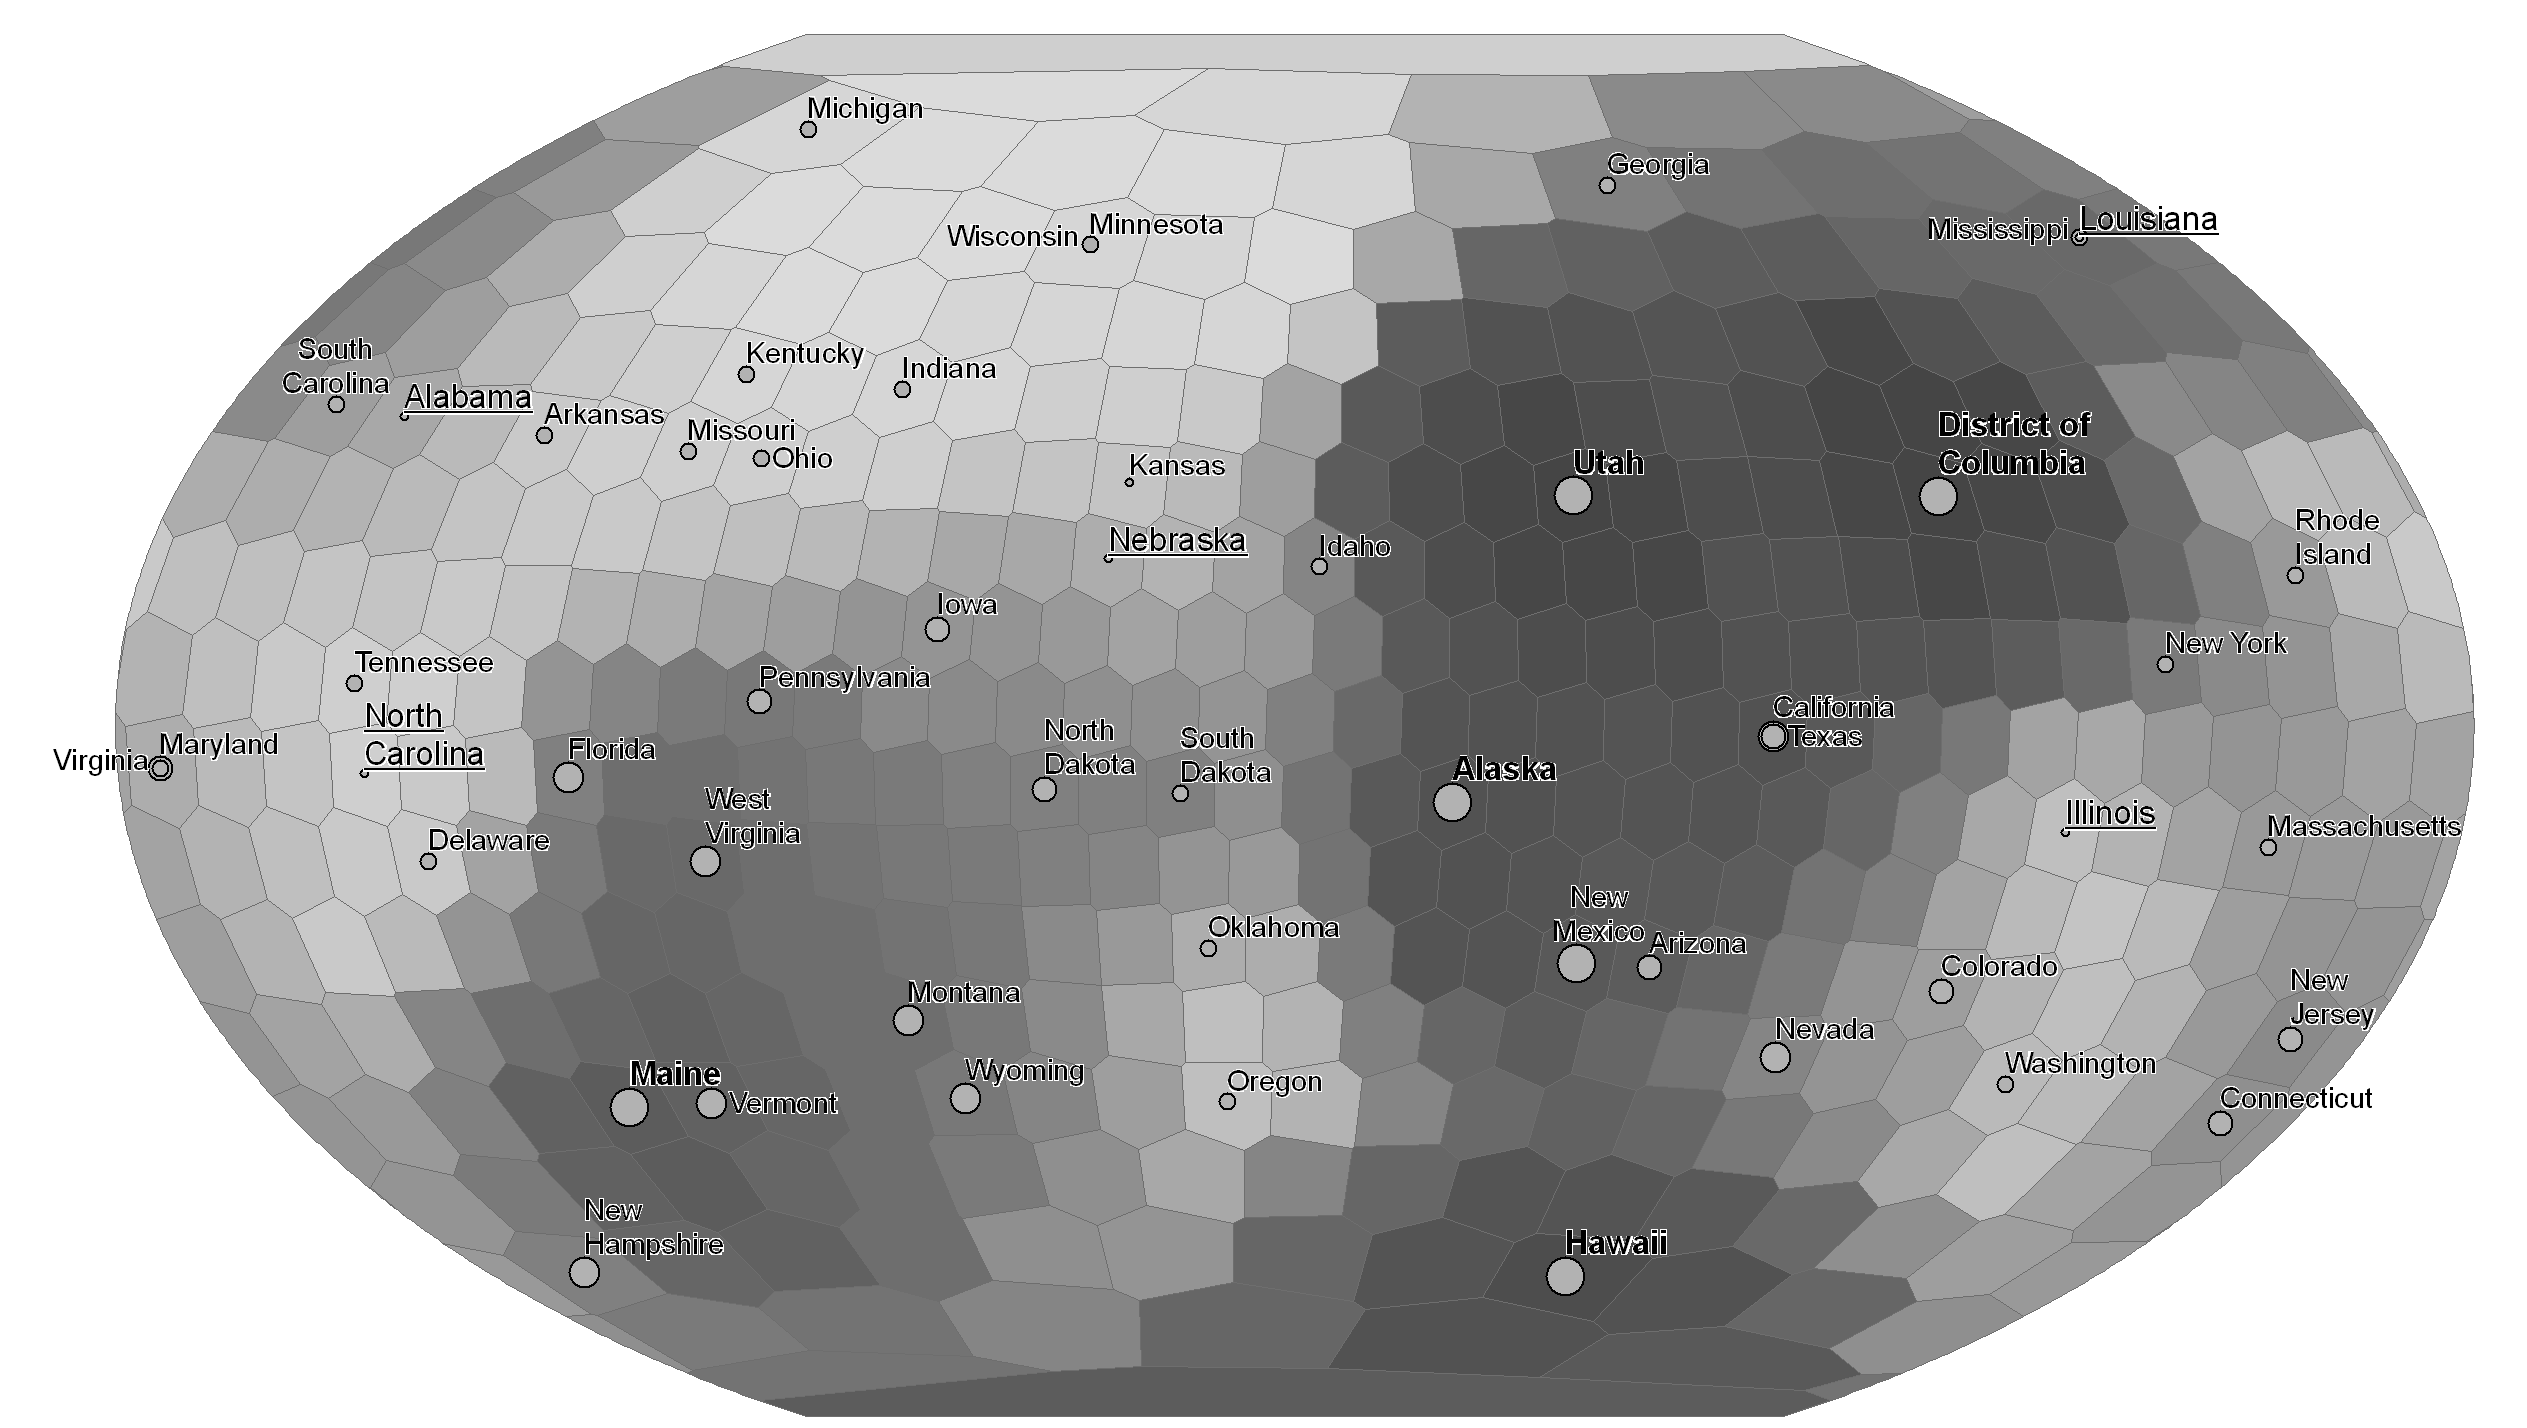 Michigan
Georgia
Wisconsin
Minnesota
Mississippi
Louisiana
South
Carolina
Kentucky
Indiana
Alabama
Arkansas
Missouri
Ohio
Kansas
Utah
District of
Columbia
Nebraska
Idaho
Rhode
Island
Iowa
Tennessee
Pennsylvania
New York
North
Carolina
Virginia
Maryland
Florida
North
Dakota
South
Dakota
California
Texas
Alaska
West
Virginia
Delaware
Illinois
Massachusetts
Oklahoma
New
Mexico
Arizona
Colorado
New
Jersey
Montana
Nevada
Maine
Vermont
Wyoming
Oregon
Washington
Connecticut
New
Hampshire
Hawaii